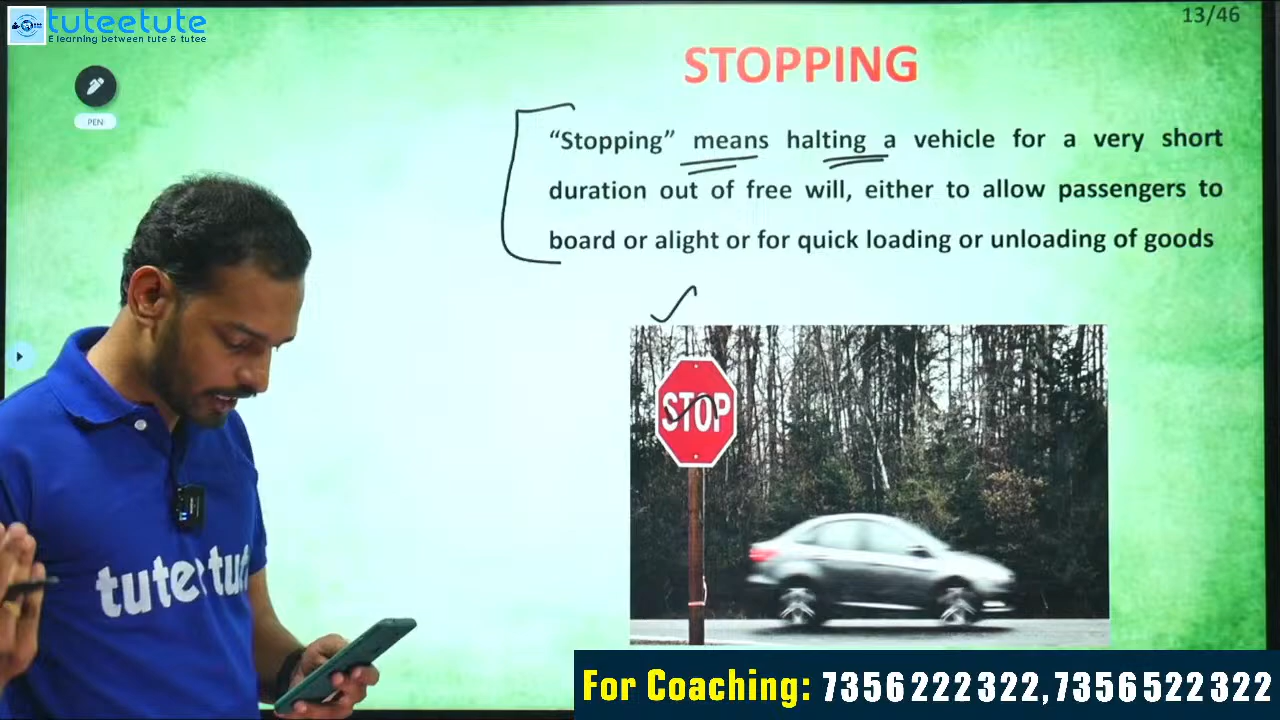 tuteetute
E learning between tute & tutee
13/46
PEN
STOPPING
“Stopping” means halting a vehicle for a very short
duration out of free will, either to allow passengers to
board or alight or for quick loading or unloading of goods
STOP
tutetut
For Coaching: 7356222322,7356522322